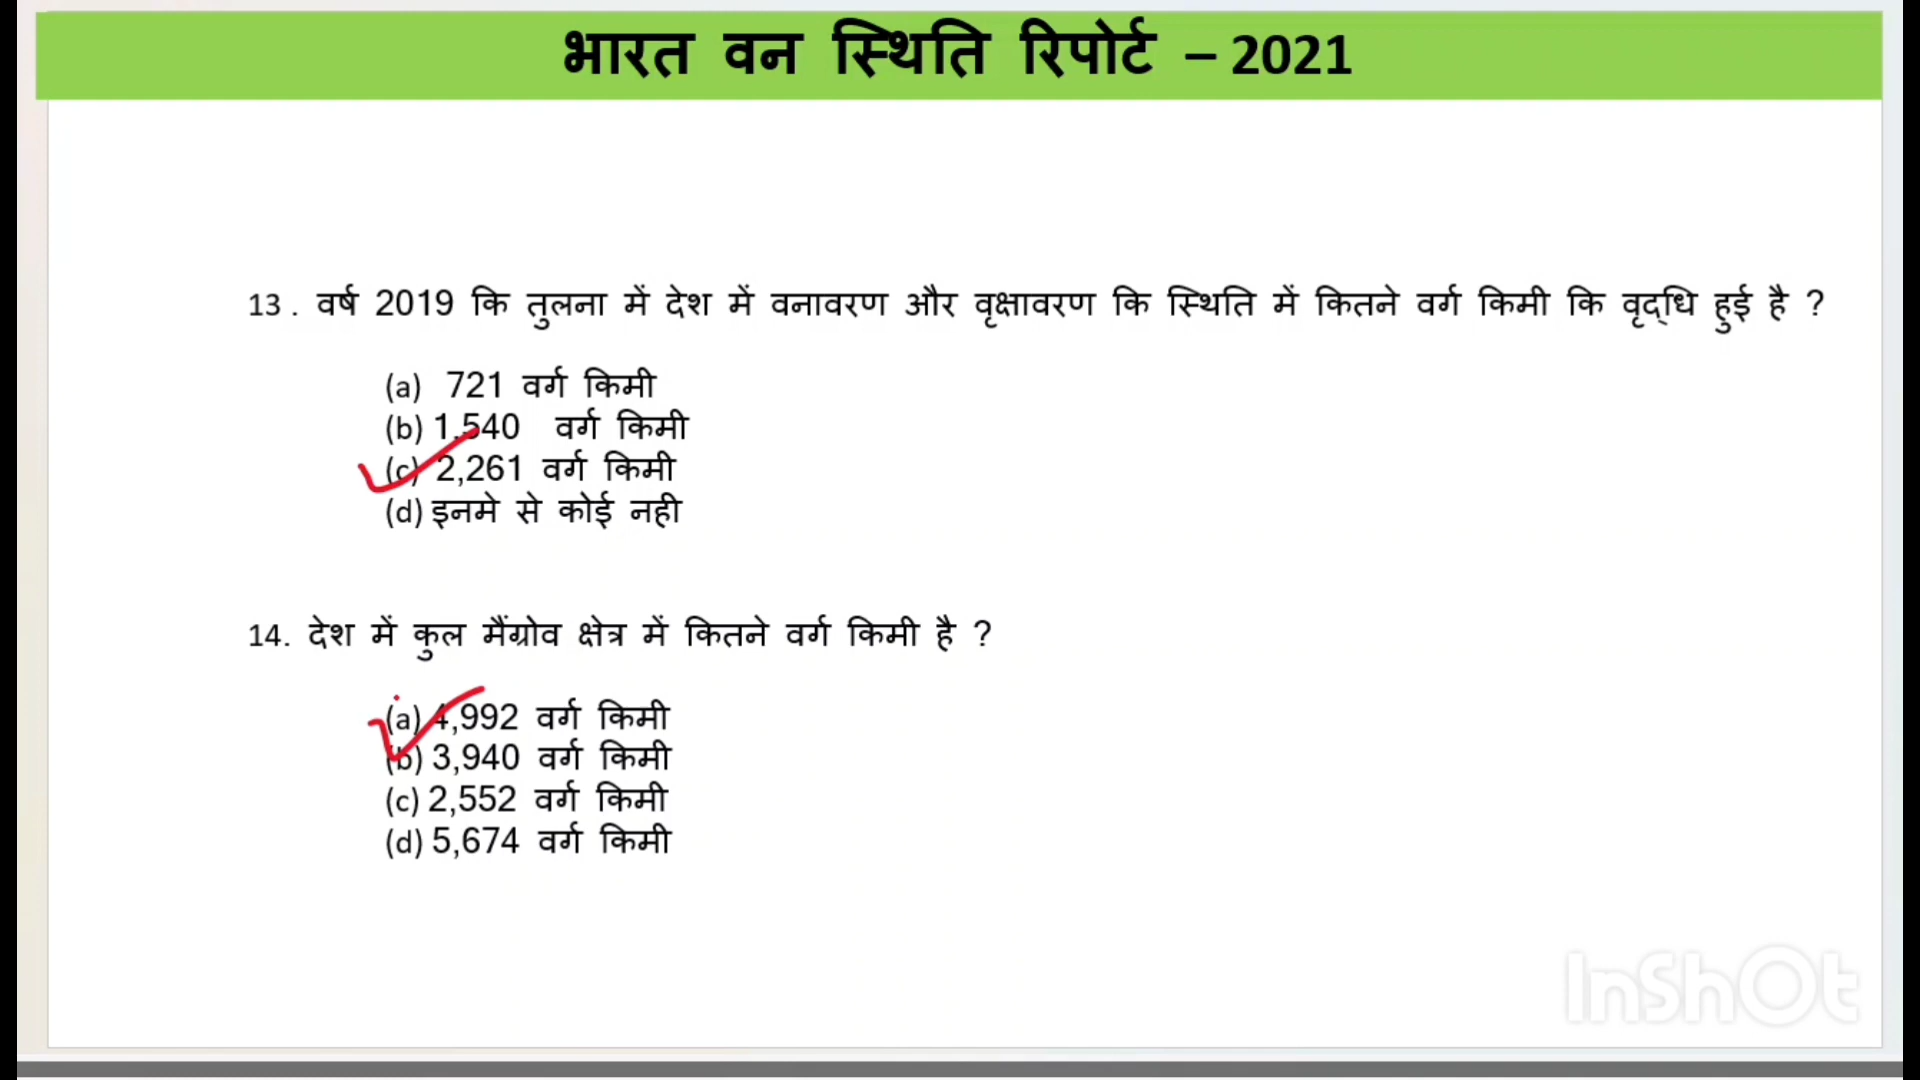 भारत वन स्थिति रिपोर्ट – 2021
13 . वर्ष 2019 कि तुलना में देश में वनावरण और वृक्षावरण कि स्थिति में कितने वर्ग किमी कि वृद्धि हुई है ?
(a) 721 वर्ग किमी
(b) 1,540 वर्ग किमी
(c) 2,261 वर्ग किमी
(d) इनमे से कोई नही
14. देश में कुल मैंग्रोव क्षेत्र में कितने वर्ग किमी है ?
(a) 4,992 वर्ग किमी
(b) 3,940 वर्ग किमी
(c) 2,552 वर्ग किमी
(d) 5,674 वर्ग किमी
InShOt